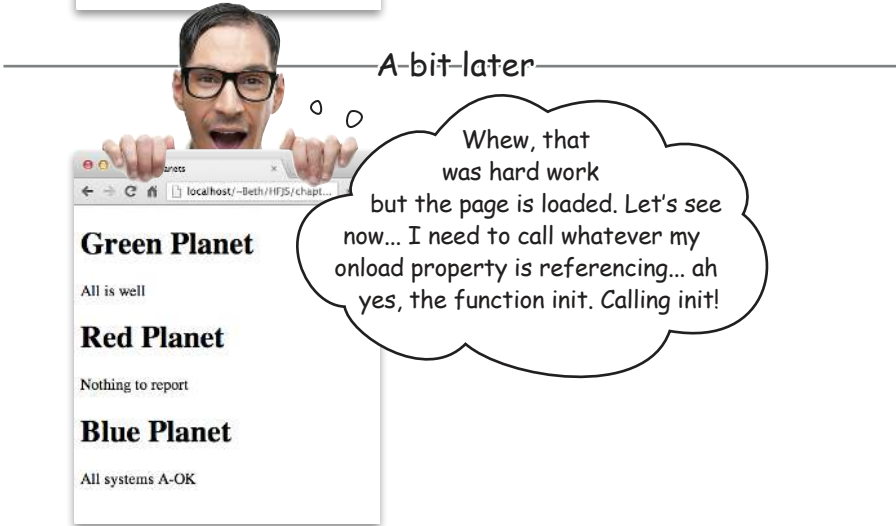 A bit later
Whew, that
was hard work
but the page is loaded. Let's see
now... I need to call whatever my
onload property is referencing... ah
yes, the function init. Calling init!
anets
localhost/~Beth/HFJS/chapt...
Green Planet
All is well
Red Planet
Nothing to report
Blue Planet
All systems A-OK